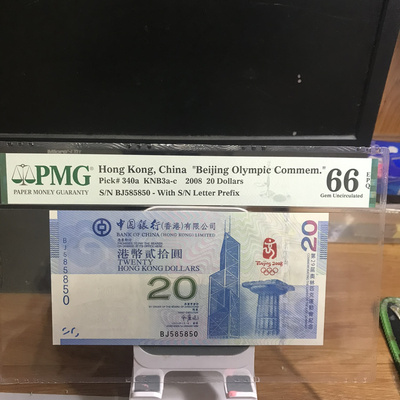 PMG
PAPER MONEY GUARANTY
Hong Kong, China "Beijing Olympic Commem."
Pick# 340a KNB3a-c 2008 20 Dollars
S/N BJ585850 - With S/N Letter Prefix
66 EPQ
Gem Uncirculated
中國銀行(香港)有限公司
BANK OF CHINA (HONG KONG) LIMITED
港幣貳拾圓
TWENTY
HONG KONG DOLLARS
20
BJ585850
BJ585850
Beijing 2008
20